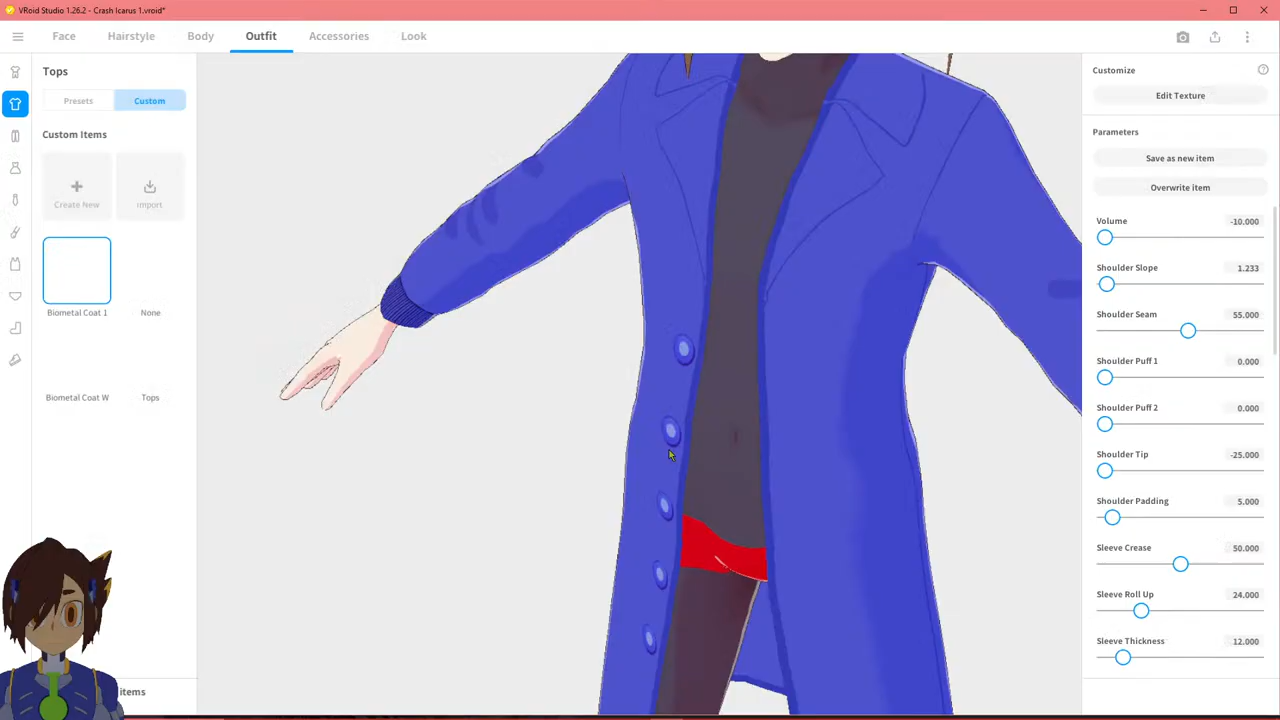 VRoid Studio 1.26.2 - Crash Icarus 1.vroid*
Face Hairstyle Body Outfit Accessories Look
Tops
Presets Custom
Custom Items
Create New Import
Biometal Coat 1 None
Biometal Coat W Tops
items
Customize
Edit Texture
Parameters
Save as new item
Overwrite item
Volume -10.000
Shoulder Slope 1.233
Shoulder Seam 55.000
Shoulder Puff 1 0.000
Shoulder Puff 2 0.000
Shoulder Tip -25.000
Shoulder Padding 5.000
Sleeve Crease 50.000
Sleeve Roll Up 24.000
Sleeve Thickness 12.000